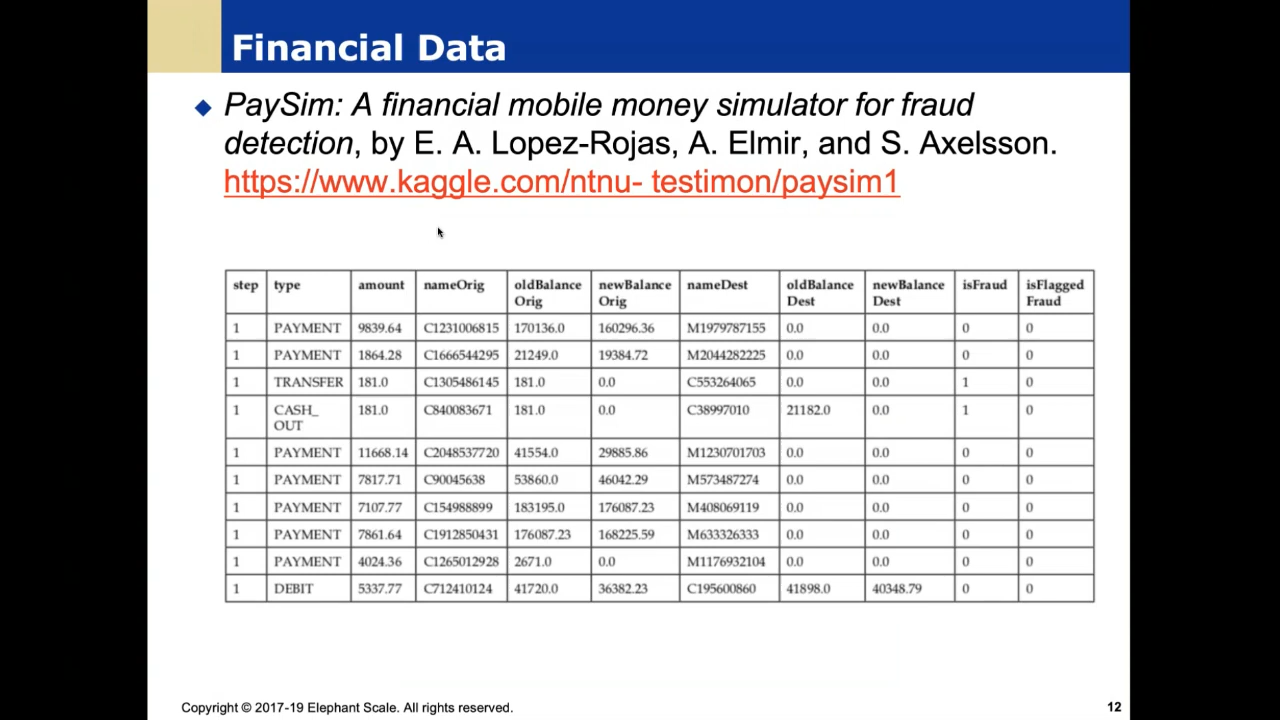 Financial Data
PaySim: A financial mobile money simulator for fraud
detection, by E. A. Lopez-Rojas, A. Elmir, and S. Axelsson.
https://www.kaggle.com/ntnu- testimon/paysim1
step type amount nameOrig oldBalance newBalance nameDest oldBalance newBalance isFraud isFlagged
Orig Orig Dest Dest Fraud
1 PAYMENT 9839.64 C1231006815 170136.0 160296.36 M1979787155 0.0 0.0 0 0
1 PAYMENT 1864.28 C1666544295 21249.0 19384.72 M2044282225 0.0 0.0 0 0
1 TRANSFER 181.0 C1305486145 181.0 0.0 C553264065 0.0 0.0 1 0
1 CASH_ 181.0 C840083671 181.0 0.0 C38997010 21182.0 0.0 1 0
OUT
1 PAYMENT 11668.14 C2048537720 41554.0 29885.86 M1230701703 0.0 0.0 0 0
1 PAYMENT 7817.71 C90045638 53860.0 46042.29 M573487274 0.0 0.0 0 0
1 PAYMENT 7107.77 C154988899 183195.0 176087.23 M408069119 0.0 0.0 0 0
1 PAYMENT 7861.64 C1912850431 176087.23 168225.59 M633326333 0.0 0.0 0 0
1 PAYMENT 4024.36 C1265012928 2671.0 0.0 M1176932104 0.0 0.0 0 0
1 DEBIT 5337.77 C712410124 41720.0 36382.23 C195600860 41898.0 40348.79 0 0
Copyright © 2017-19 Elephant Scale. All rights reserved.
12